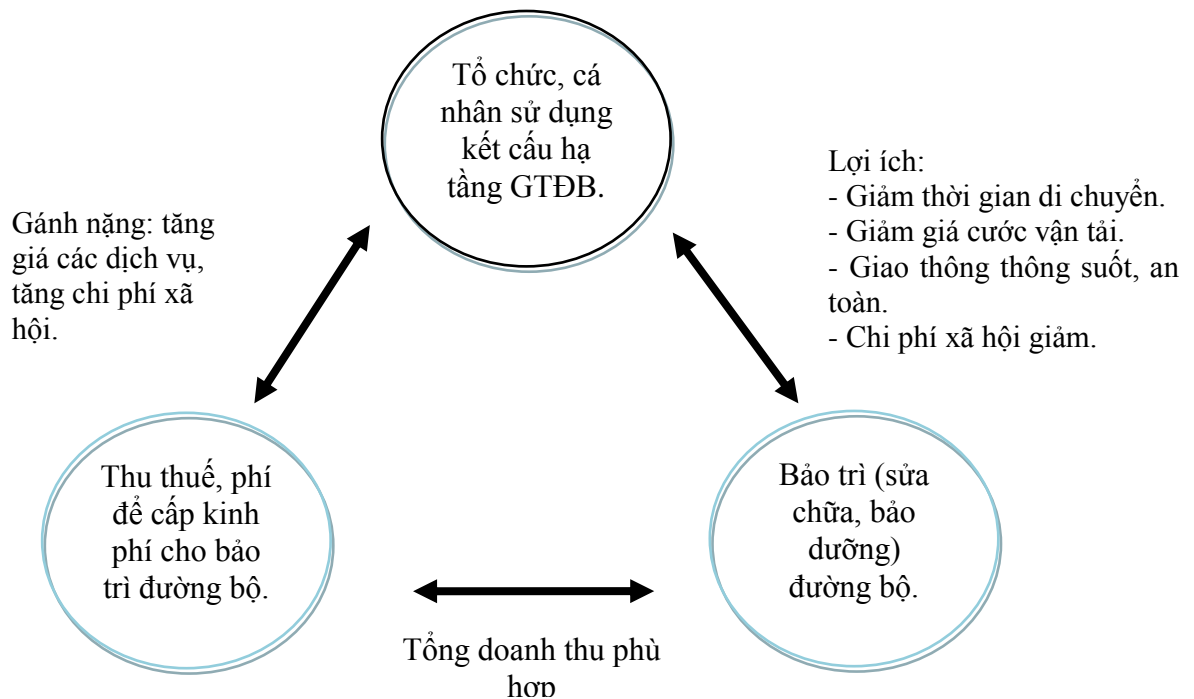 Tổ chức, cá
nhân sử dụng
kết cấu hạ
tầng GTĐB.
Gánh nặng: tăng
giá các dịch vụ,
tăng chi phí xã
hội.
Lợi ích:
- Giảm thời gian di chuyển.
- Giảm giá cước vận tải.
- Giao thông thông suốt, an
toàn.
- Chi phí xã hội giảm.
Thu thuế, phí
để cấp kinh
phí cho bảo
trì đường bộ.
Bảo trì (sửa
chữa, bảo
dưỡng)
đường bộ.
Tổng doanh thu phù
hợp